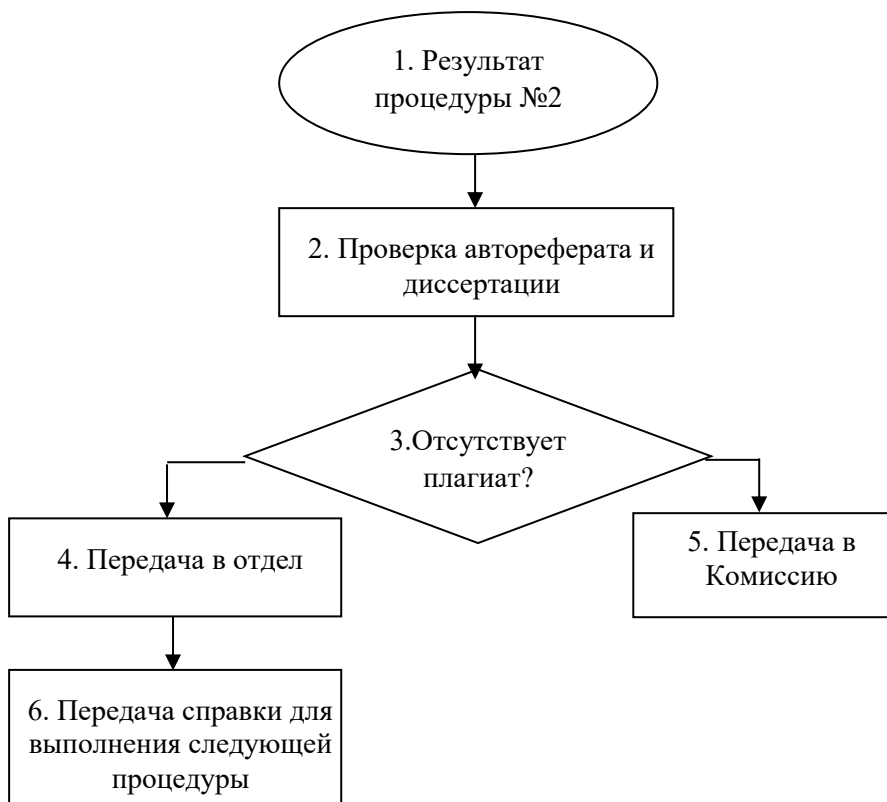 1. Результат
процедуры №2
2. Проверка автореферата и
диссертации
3.Отсутствует
плагиат?
4. Передача в отдел
5. Передача в
Комиссию
6. Передача справки для
выполнения следующей
процедуры